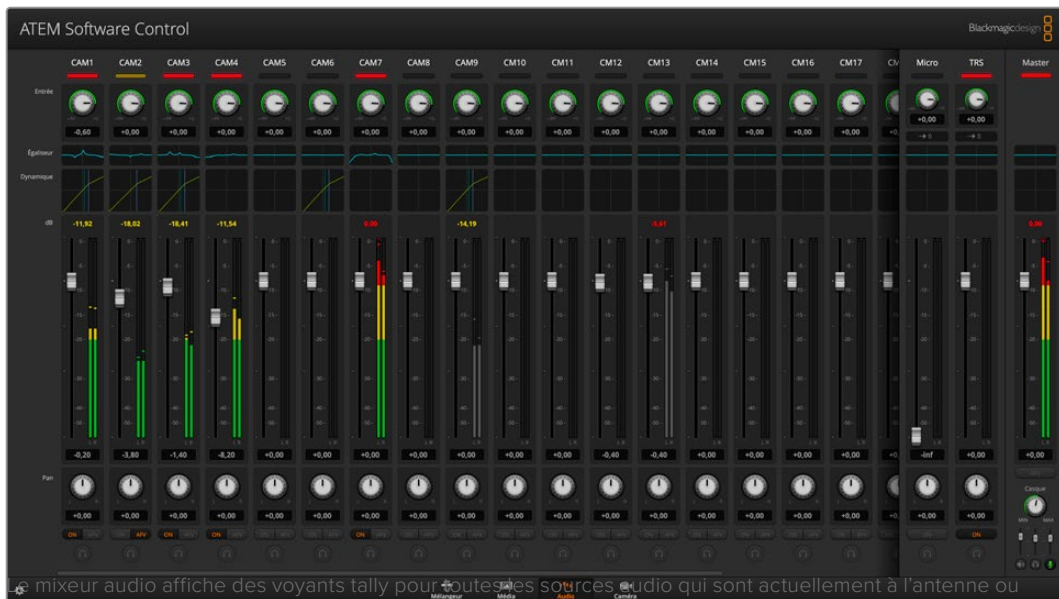 ATEM Software Control
Blackmagicdesign
CAM1 CAM2 CAM3 CAM4 CAM5 CAM6 CAM7 CAM8 CAM9 CM10 CM11 CM12 CM13 CM14 CM15 CM16 CM17 CM Micro TRS Master
Entrée
-0,60 +0,00 +0,00 +0,00 +0,00 +0,00 +0,00 +0,00 +0,00 +0,00 +0,00 +0,00 +0,00 +0,00 +0,00 +0,00 +0,00 +0, +0,00 +0,00
Égaliseur
Dynamique
dB -11,92 -18,02 -18,41 -11,54 0,00 -14,19 0,00
-0,20 -3,80 -1,40 -8,20 +0,00 +0,00 +0,00 +0,00 +0,00 +0,00 +0,00 -0,40 -0,40 +0,00 +0,00 +0,00 +0,00 +0, -inf +0,00 +0,00
Pan
+0,00 +0,00 +0,00 +0,00 +0,00 +0,00 +0,00 +0,00 +0,00 +0,00 +0,00 +0,00 +0,00 +0,00 +0,00 +0,00 +0,00 +0, +0,00 +0,00
Casque
MIN MAX
ON AFV ON ON ON ON
Le mixeur audio affiche des voyants tally pour toutes les sources audio qui sont actuellement à l'antenne ou
Mélangeur Média Audio Caméra